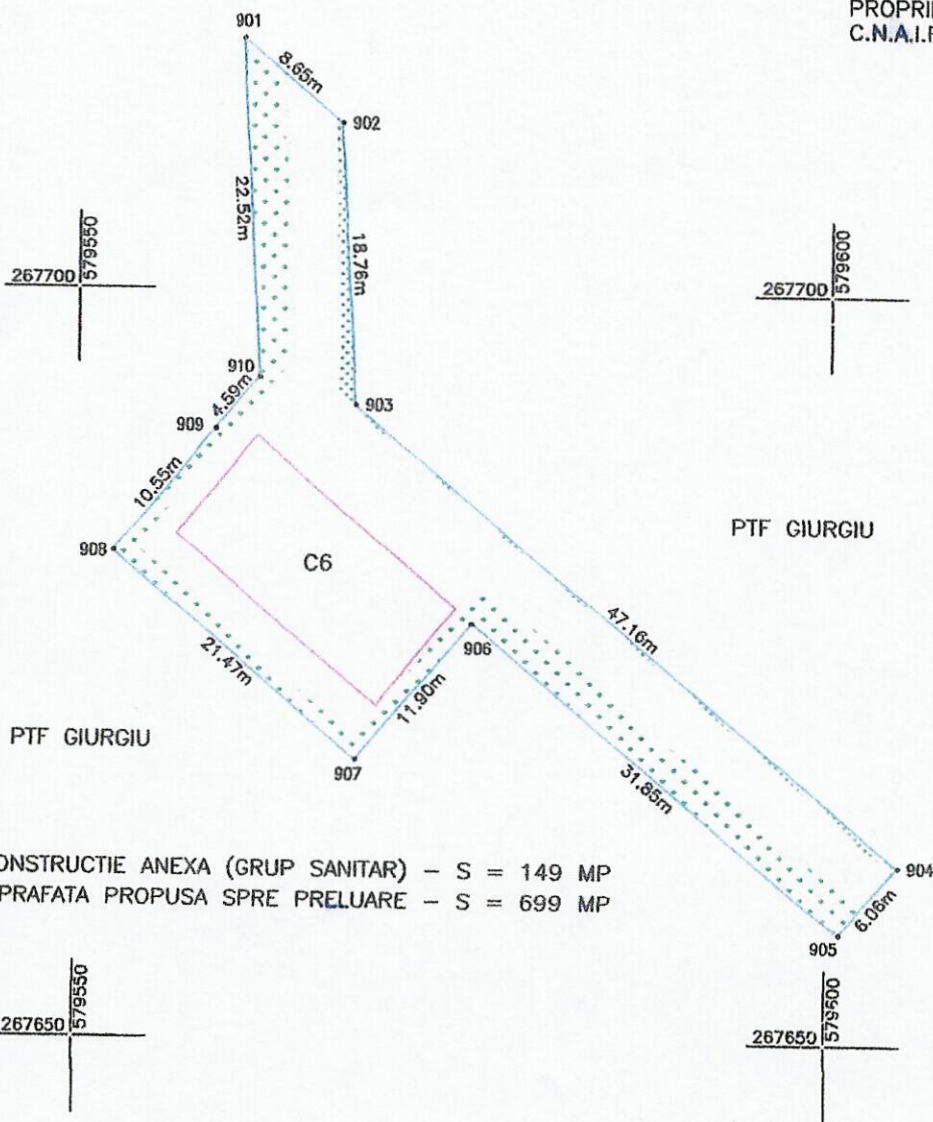 PROPRI
C.N.A.I.
901
8.65m
902
22.52m
18.76m
267700
579550
267700
579600
910
4.59m
903
909
10.55m
908
C6
PTF GIURGIU
47.16m
906
21.47m
11.90m
PTF GIURGIU
907
31.85m
ONSTRUCTIE ANEXA (GRUP SANITAR) – S = 149 MP
904
PRAFATA PROPUSA SPRE PRELUARE – S = 699 MP
6.06m
905
267650
579550
267650
579600